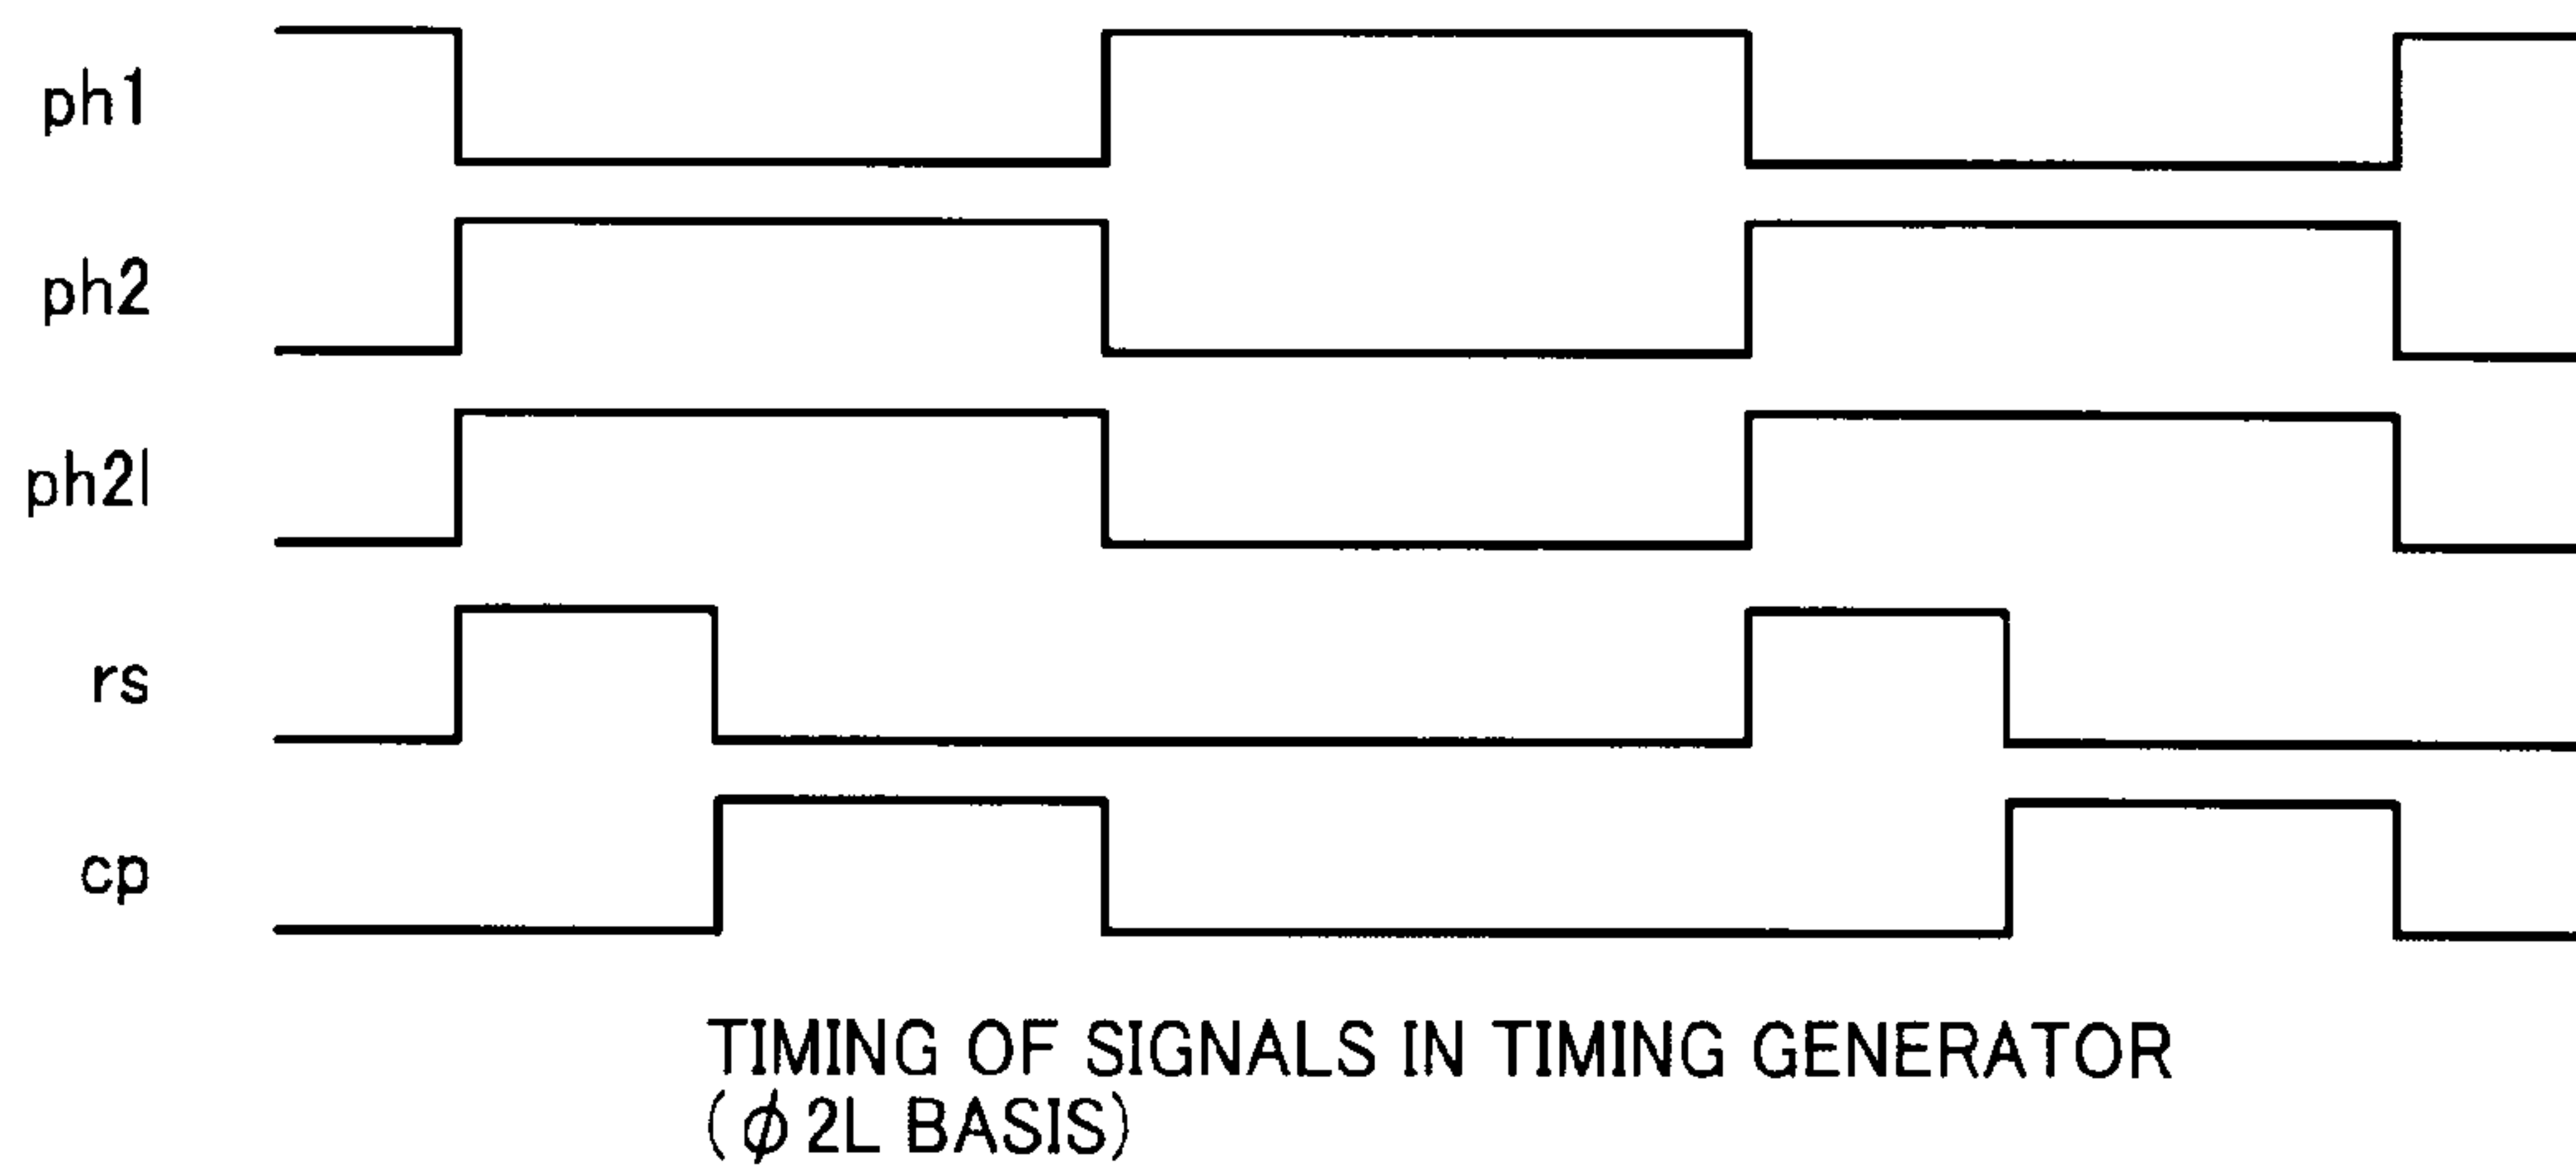 ph1
ph2
ph2l
rs
cp
TIMING OF SIGNALS IN TIMING GENERATOR
(ϕ2L BASIS)